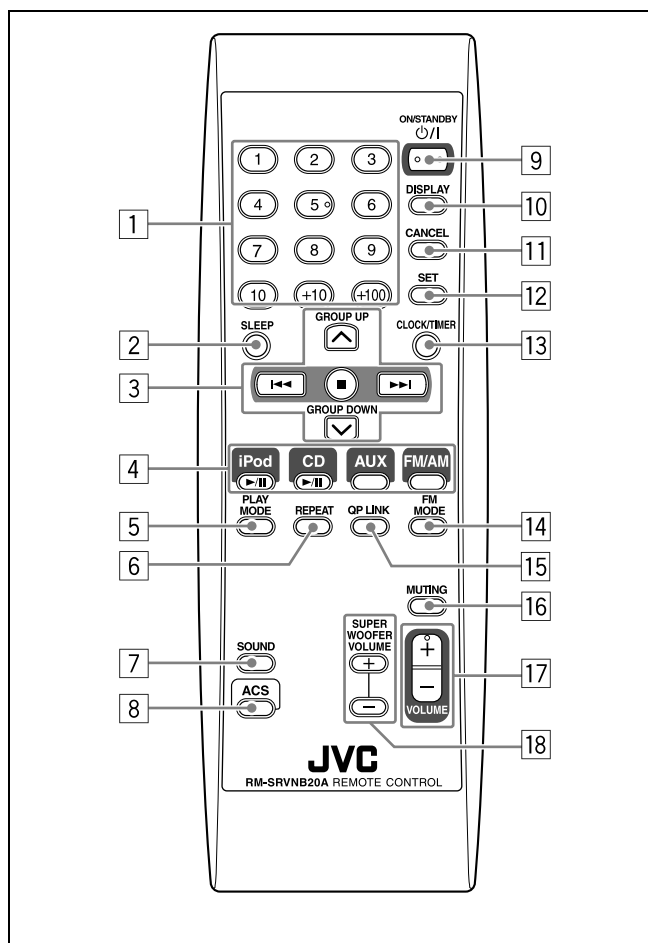 ON/STANDBY
⏻/I
1 2 3
9
DISPLAY
4 5 6
10
1
CANCEL
7 8 9
11
SET
10 +10 +100
12
SLEEP
GROUP UP
CLOCK/TIMER
2
13
3
GROUP DOWN
4
iPod CD AUX FM/AM
PLAY MODE
REPEAT
QP LINK
FM MODE
5
14
6
15
MUTING
16
SUPER WOOFER VOLUME
+
+
SOUND
7
17
ACS
−
−
8
VOLUME
18
JVC
RM-SRVNB20A REMOTE CONTROL